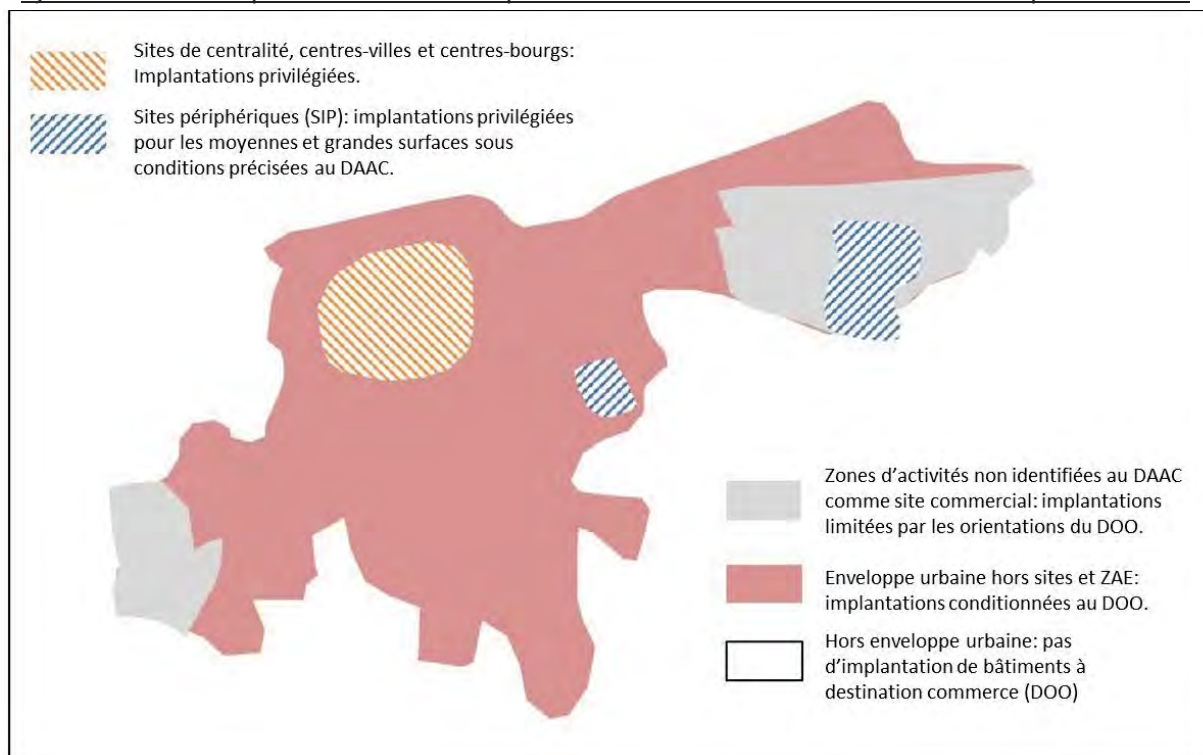 Sites de centralité, centres-villes et centres-bourgs:
Implantations privilégiées.
Sites périphériques (SIP): implantations privilégiées
pour les moyennes et grandes surfaces sous
conditions précisées au DAAC.
Zones d’activités non identifiées au DAAC
comme site commercial: implantations
limitées par les orientations du DOO.
Enveloppe urbaine hors sites et ZAE:
implantations conditionnées au DOO.
Hors enveloppe urbaine: pas
d’implantation de bâtiments à
destination commerce (DOO)